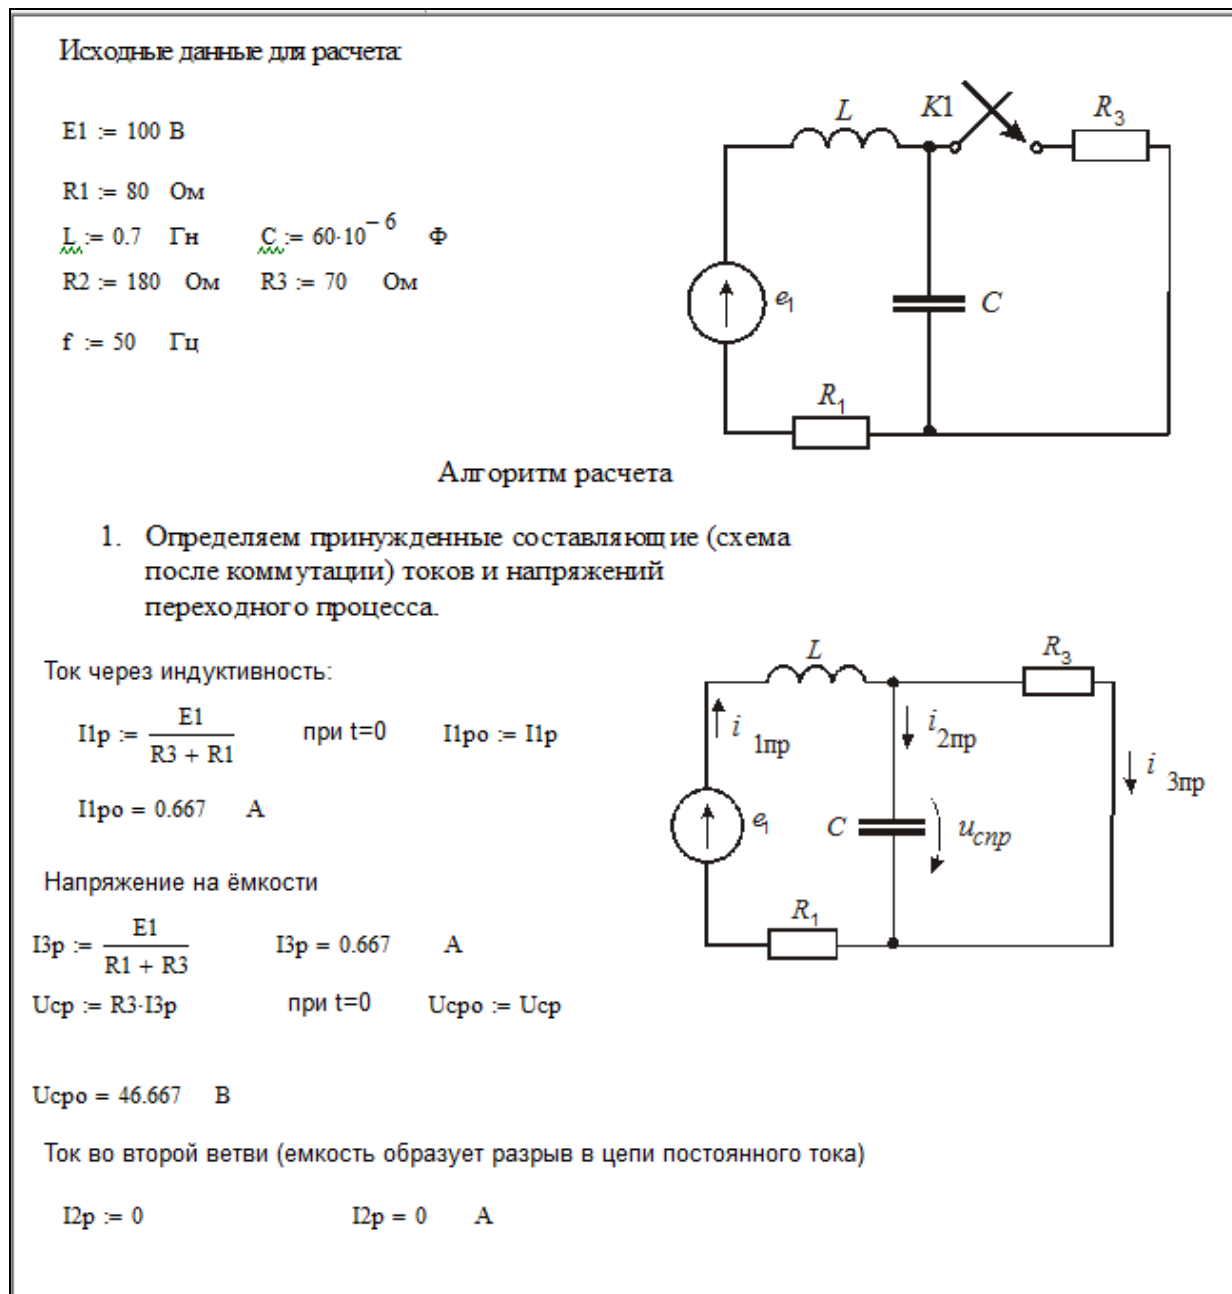 Исходные данные для расчета:
E1 := 100 В
R1 := 80 Ом
L := 0.7 Гн C := 60·10^-6 Ф
R2 := 180 Ом R3 := 70 Ом
f := 50 Гц
L K1 R3
e1 C
R1
Алгоритм расчета
1. Определяем принужденные составляющие (схема
после коммутации) токов и напряжений
переходного процесса.
Ток через индуктивность:
I1p := E1 / (R3 + R1) при t=0 I1po := I1p
I1po = 0.667 А
L R3
i 1пр i 2пр i 3пр
e1 C uспр
R1
Напряжение на ёмкости
I3p := E1 / (R1 + R3) I3p = 0.667 А
Ucp := R3·I3p при t=0 Ucpo := Ucp
Ucpo = 46.667 В
Ток во второй ветви (емкость образует разрыв в цепи постоянного тока)
I2p := 0 I2p = 0 А